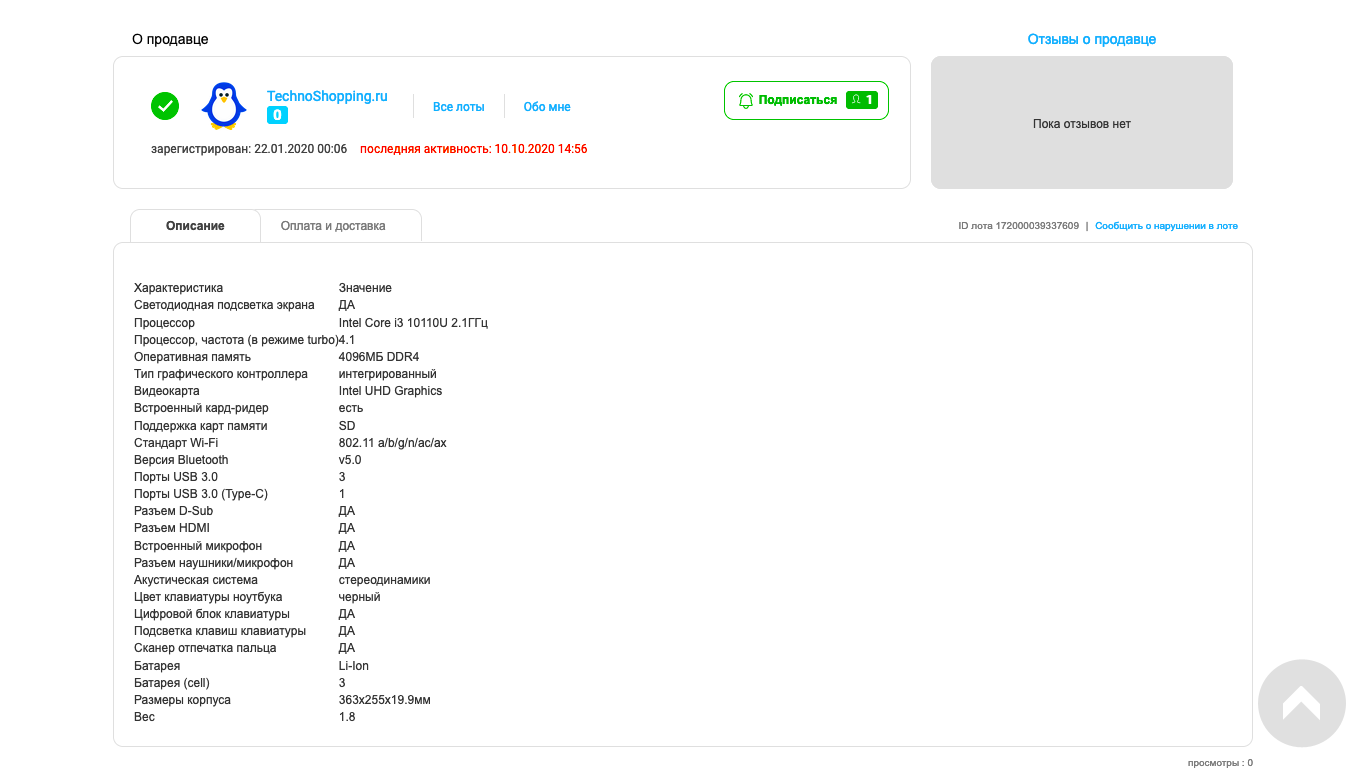 О продавце
Отзывы о продавце
TechnoShopping.ru
0
Все лоты
Обо мне
Подписаться 1
зарегистрирован: 22.01.2020 00:06 последняя активность: 10.10.2020 14:56
Пока отзывов нет
Описание
Оплата и доставка
ID лота 172000039337609 | Сообщить о нарушении в лоте
Характеристика Значение
Светодиодная подсветка экрана ДА
Процессор Intel Core i3 10110U 2.1ГГц
Процессор, частота (в режиме turbo) 4.1
Оперативная память 4096МБ DDR4
Тип графического контроллера интегрированный
Видеокарта Intel UHD Graphics
Встроенный кард-ридер есть
Поддержка карт памяти SD
Стандарт Wi-Fi 802.11 a/b/g/n/ac/ax
Версия Bluetooth v5.0
Порты USB 3.0 3
Порты USB 3.0 (Type-C) 1
Разъем D-Sub ДА
Разъем HDMI ДА
Встроенный микрофон ДА
Разъем наушники/микрофон ДА
Акустическая система стереодинамики
Цвет клавиатуры ноутбука черный
Цифровой блок клавиатуры ДА
Подсветка клавиш клавиатуры ДА
Сканер отпечатка пальца ДА
Батарея Li-Ion
Батарея (cell) 3
Размеры корпуса 363x255x19.9мм
Вес 1.8
просмотры : 0